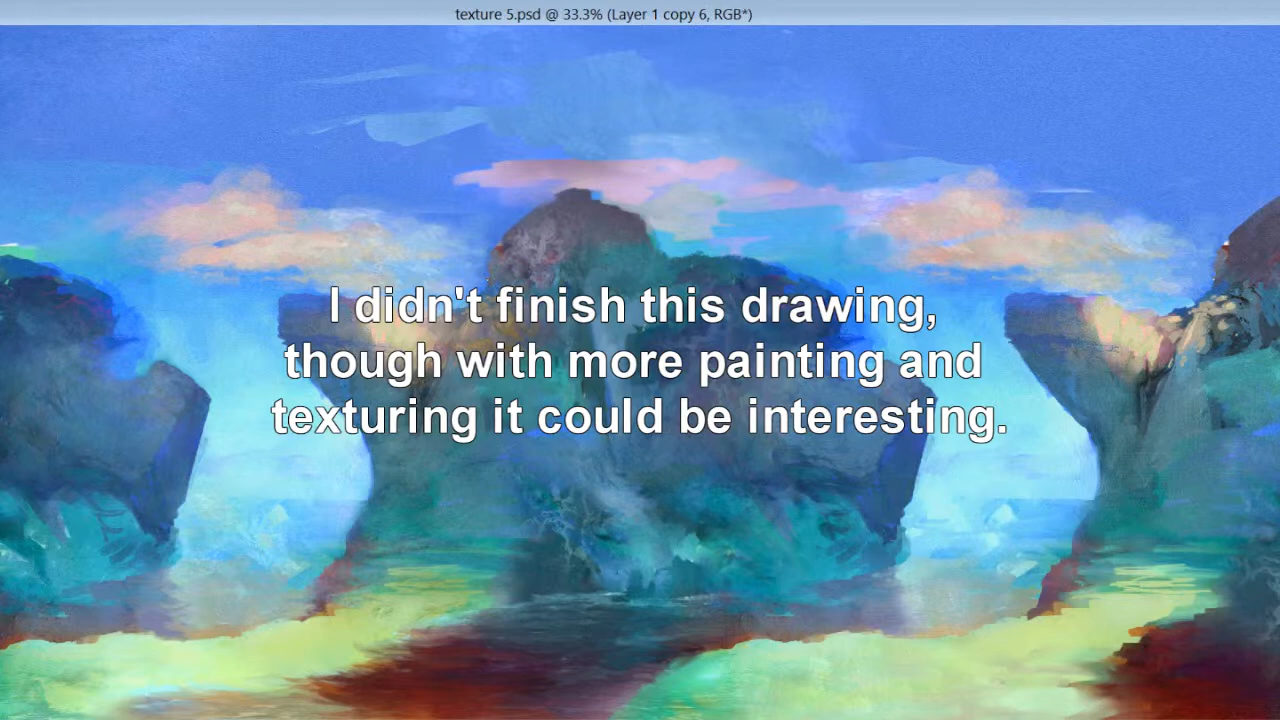 texture 5.psd @ 33.3% (Layer 1 copy 6, RGB*)
I didn't finish this drawing,
though with more painting and
texturing it could be interesting.